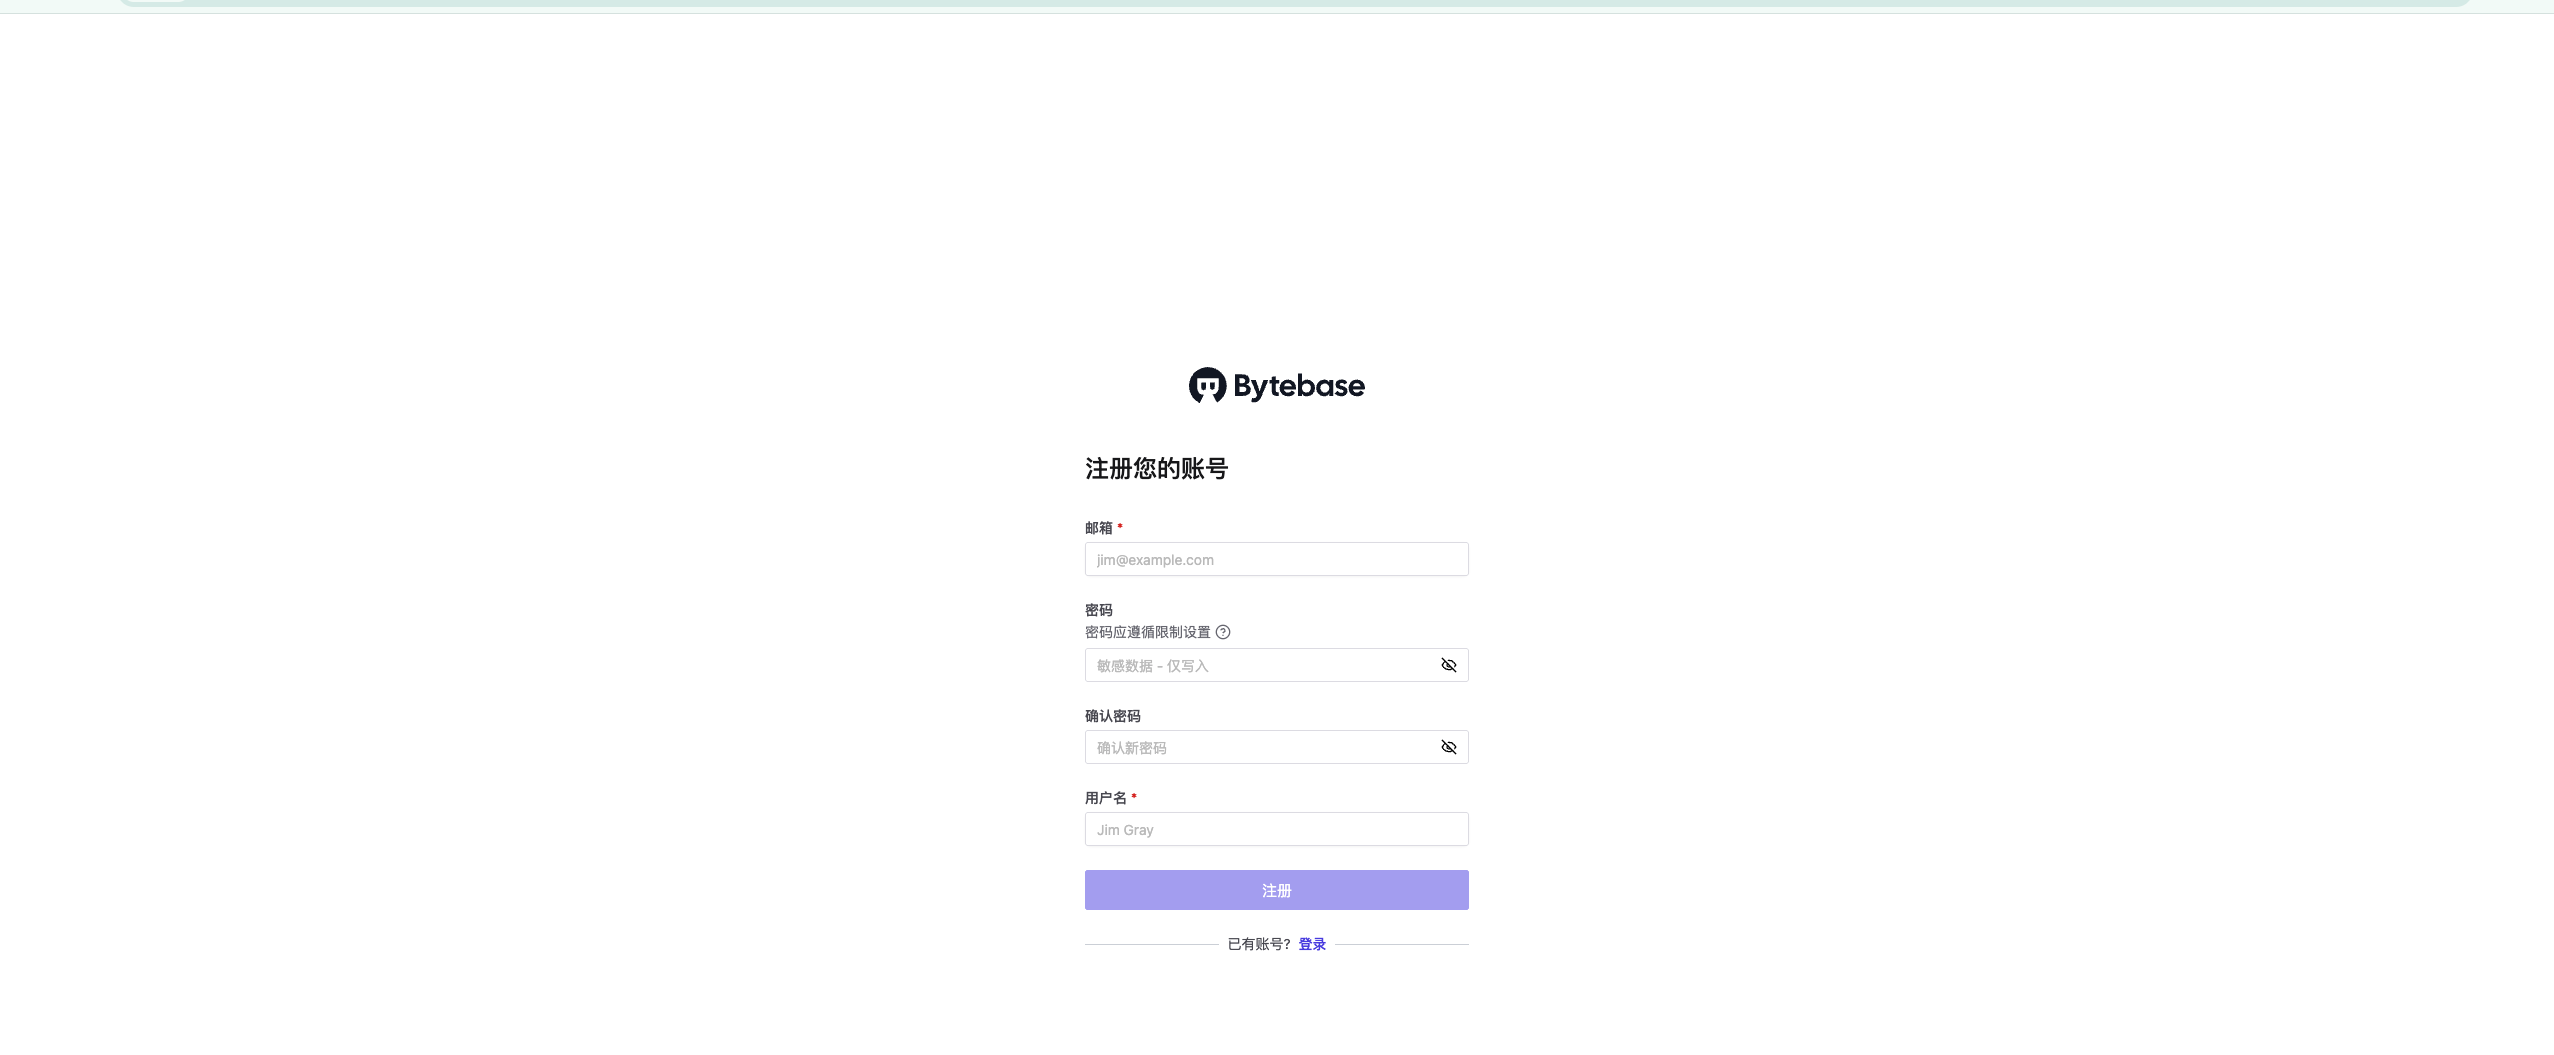 Bytebase
注册您的账号
邮箱 *
jim@example.com
密码
密码应遵循限制设置
敏感数据 - 仅写入
确认密码
确认新密码
用户名 *
Jim Gray
注册
已有账号? 登录